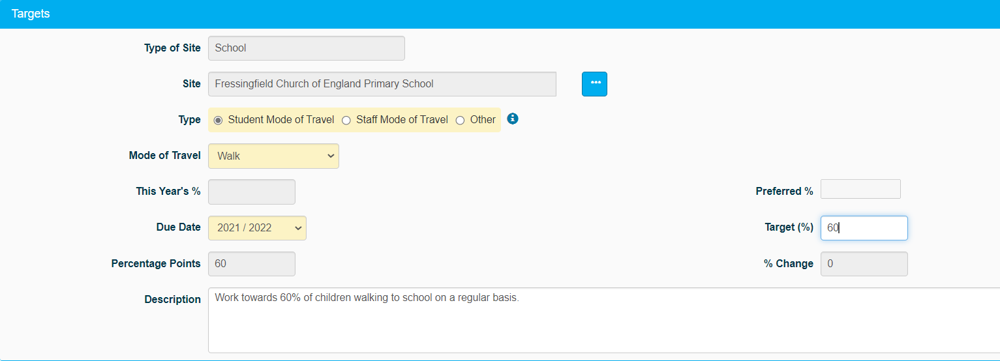 Targets
Type of Site School
Site Fressingfield Church of England Primary School ...
Type Student Mode of Travel Staff Mode of Travel Other i
Mode of Travel Walk
This Year's % Preferred %
Due Date 2021 / 2022 Target (%) 60
Percentage Points 60 % Change 0
Description Work towards 60% of children walking to school on a regular basis.